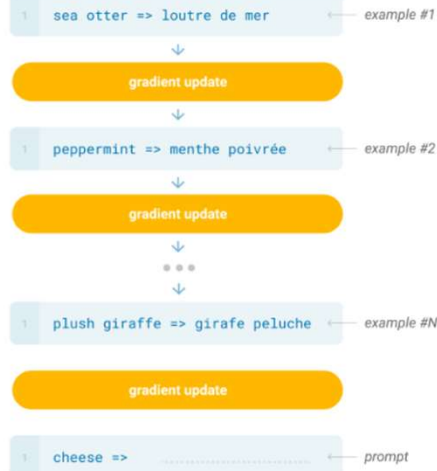 1 sea otter => loutre de mer example #1
gradient update
1 peppermint => menthe poivrée example #2
gradient update
1 plush giraffe => girafe peluche example #N
gradient update
1 cheese => prompt